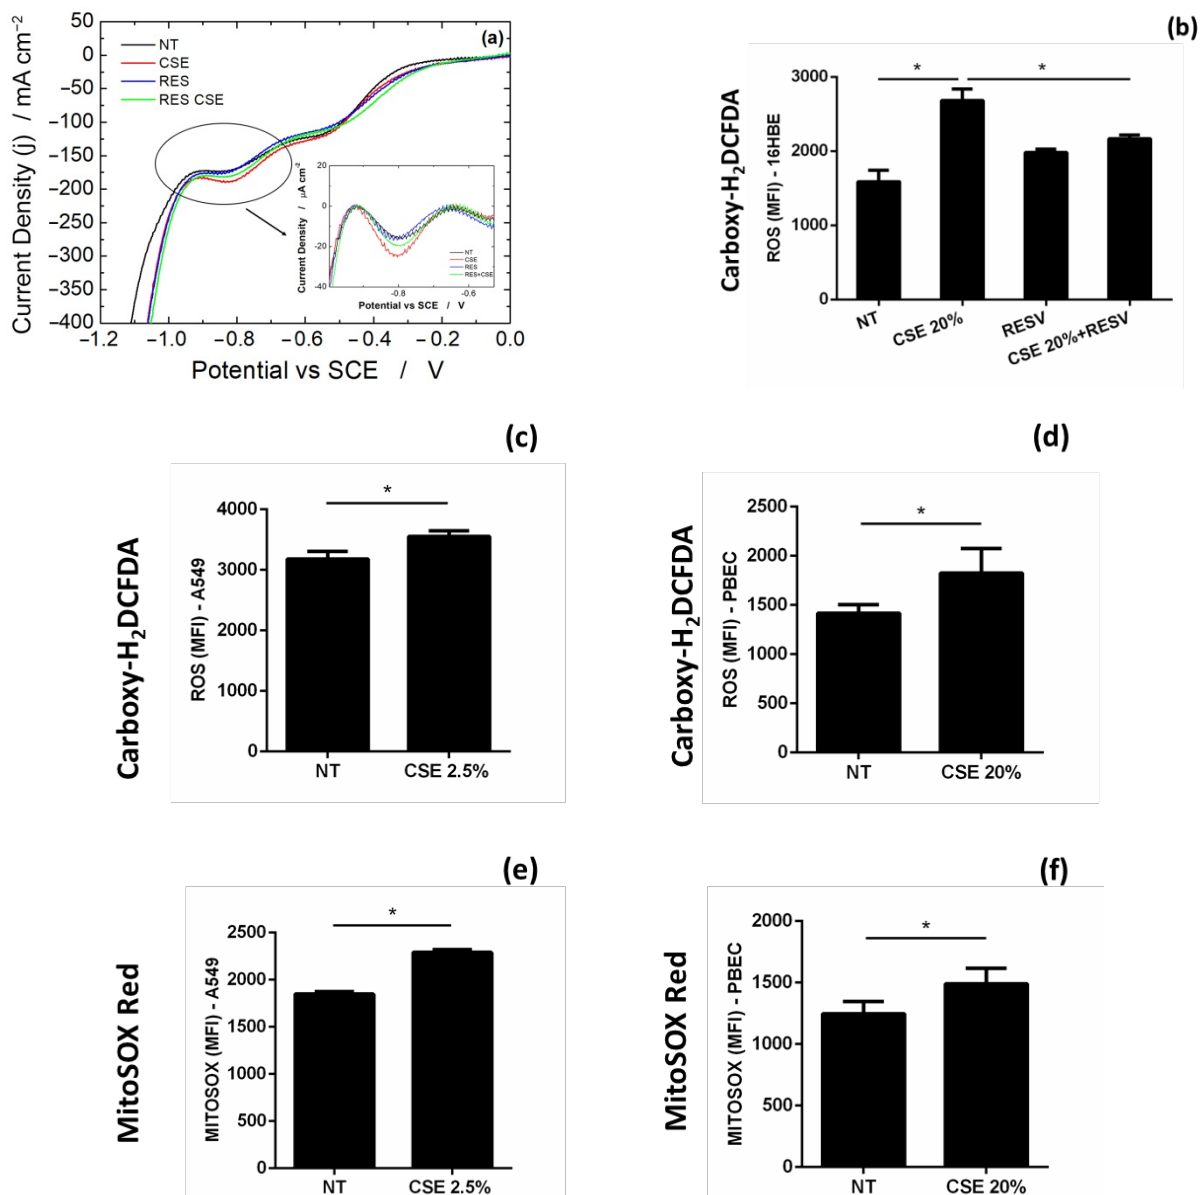 (a)
50
0
−50
−100
−150
−200
−250
−300
−350
−400
Current Density (j) / mA cm⁻²
NT
CSE
RES
RES CSE
−1.2
−1.0
−0.8
−0.6
−0.4
−0.2
0.0
Potential vs SCE / V
20
0
-20
-40
Current Density / µA cm⁻²
NT
CSE
RES
RES+CSE
-0.8
-0.6
Potential vs SCE / V
(b)
Carboxy-H₂DCFDA
ROS (MFI) - 16HBE
3000
2000
1000
0
*
*
NT
CSE 20%
RESV
CSE 20%+RESV
(c)
Carboxy-H₂DCFDA
ROS (MFI) - A549
4000
3000
2000
1000
0
*
NT
CSE 2.5%
(d)
Carboxy-H₂DCFDA
ROS (MFI) - PBEC
2500
2000
1500
1000
500
0
*
NT
CSE 20%
(e)
MitoSOX Red
MITOSOX (MFI) - A549
2500
2000
1500
1000
500
0
*
NT
CSE 2.5%
(f)
MitoSOX Red
MITOSOX (MFI) - PBEC
2000
1500
1000
500
0
*
NT
CSE 20%